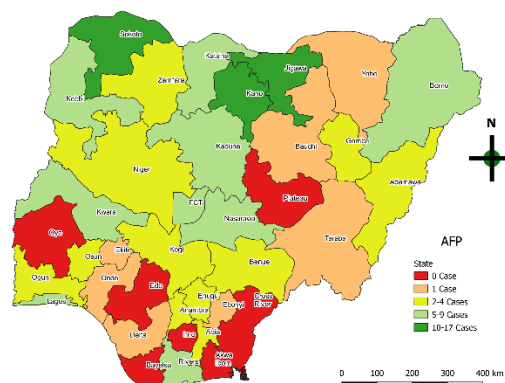 Sokoto
Katsina
Jigawa
Yobe
Borno
Zamfara
Kano
Kebbi
N
Kaduna
Bauchi
Gombe
Niger
Adamawa
Plateau
FCT
Kwara
Nasarawa
Oyo
Taraba
AFP
Kogi
Ekiti
Osun
Benue
State
0 Case
Ogun
Ondo
Edo
Enugu
Cross
River
1 Case
Ebonyi
Lagos
Anambra
2-4 Cases
Delta
Imo
Abia
5-9 Cases
Akwa
Ibom
10-17 Cases
Bayelsa
Rivers
0 100 200 300 400 km